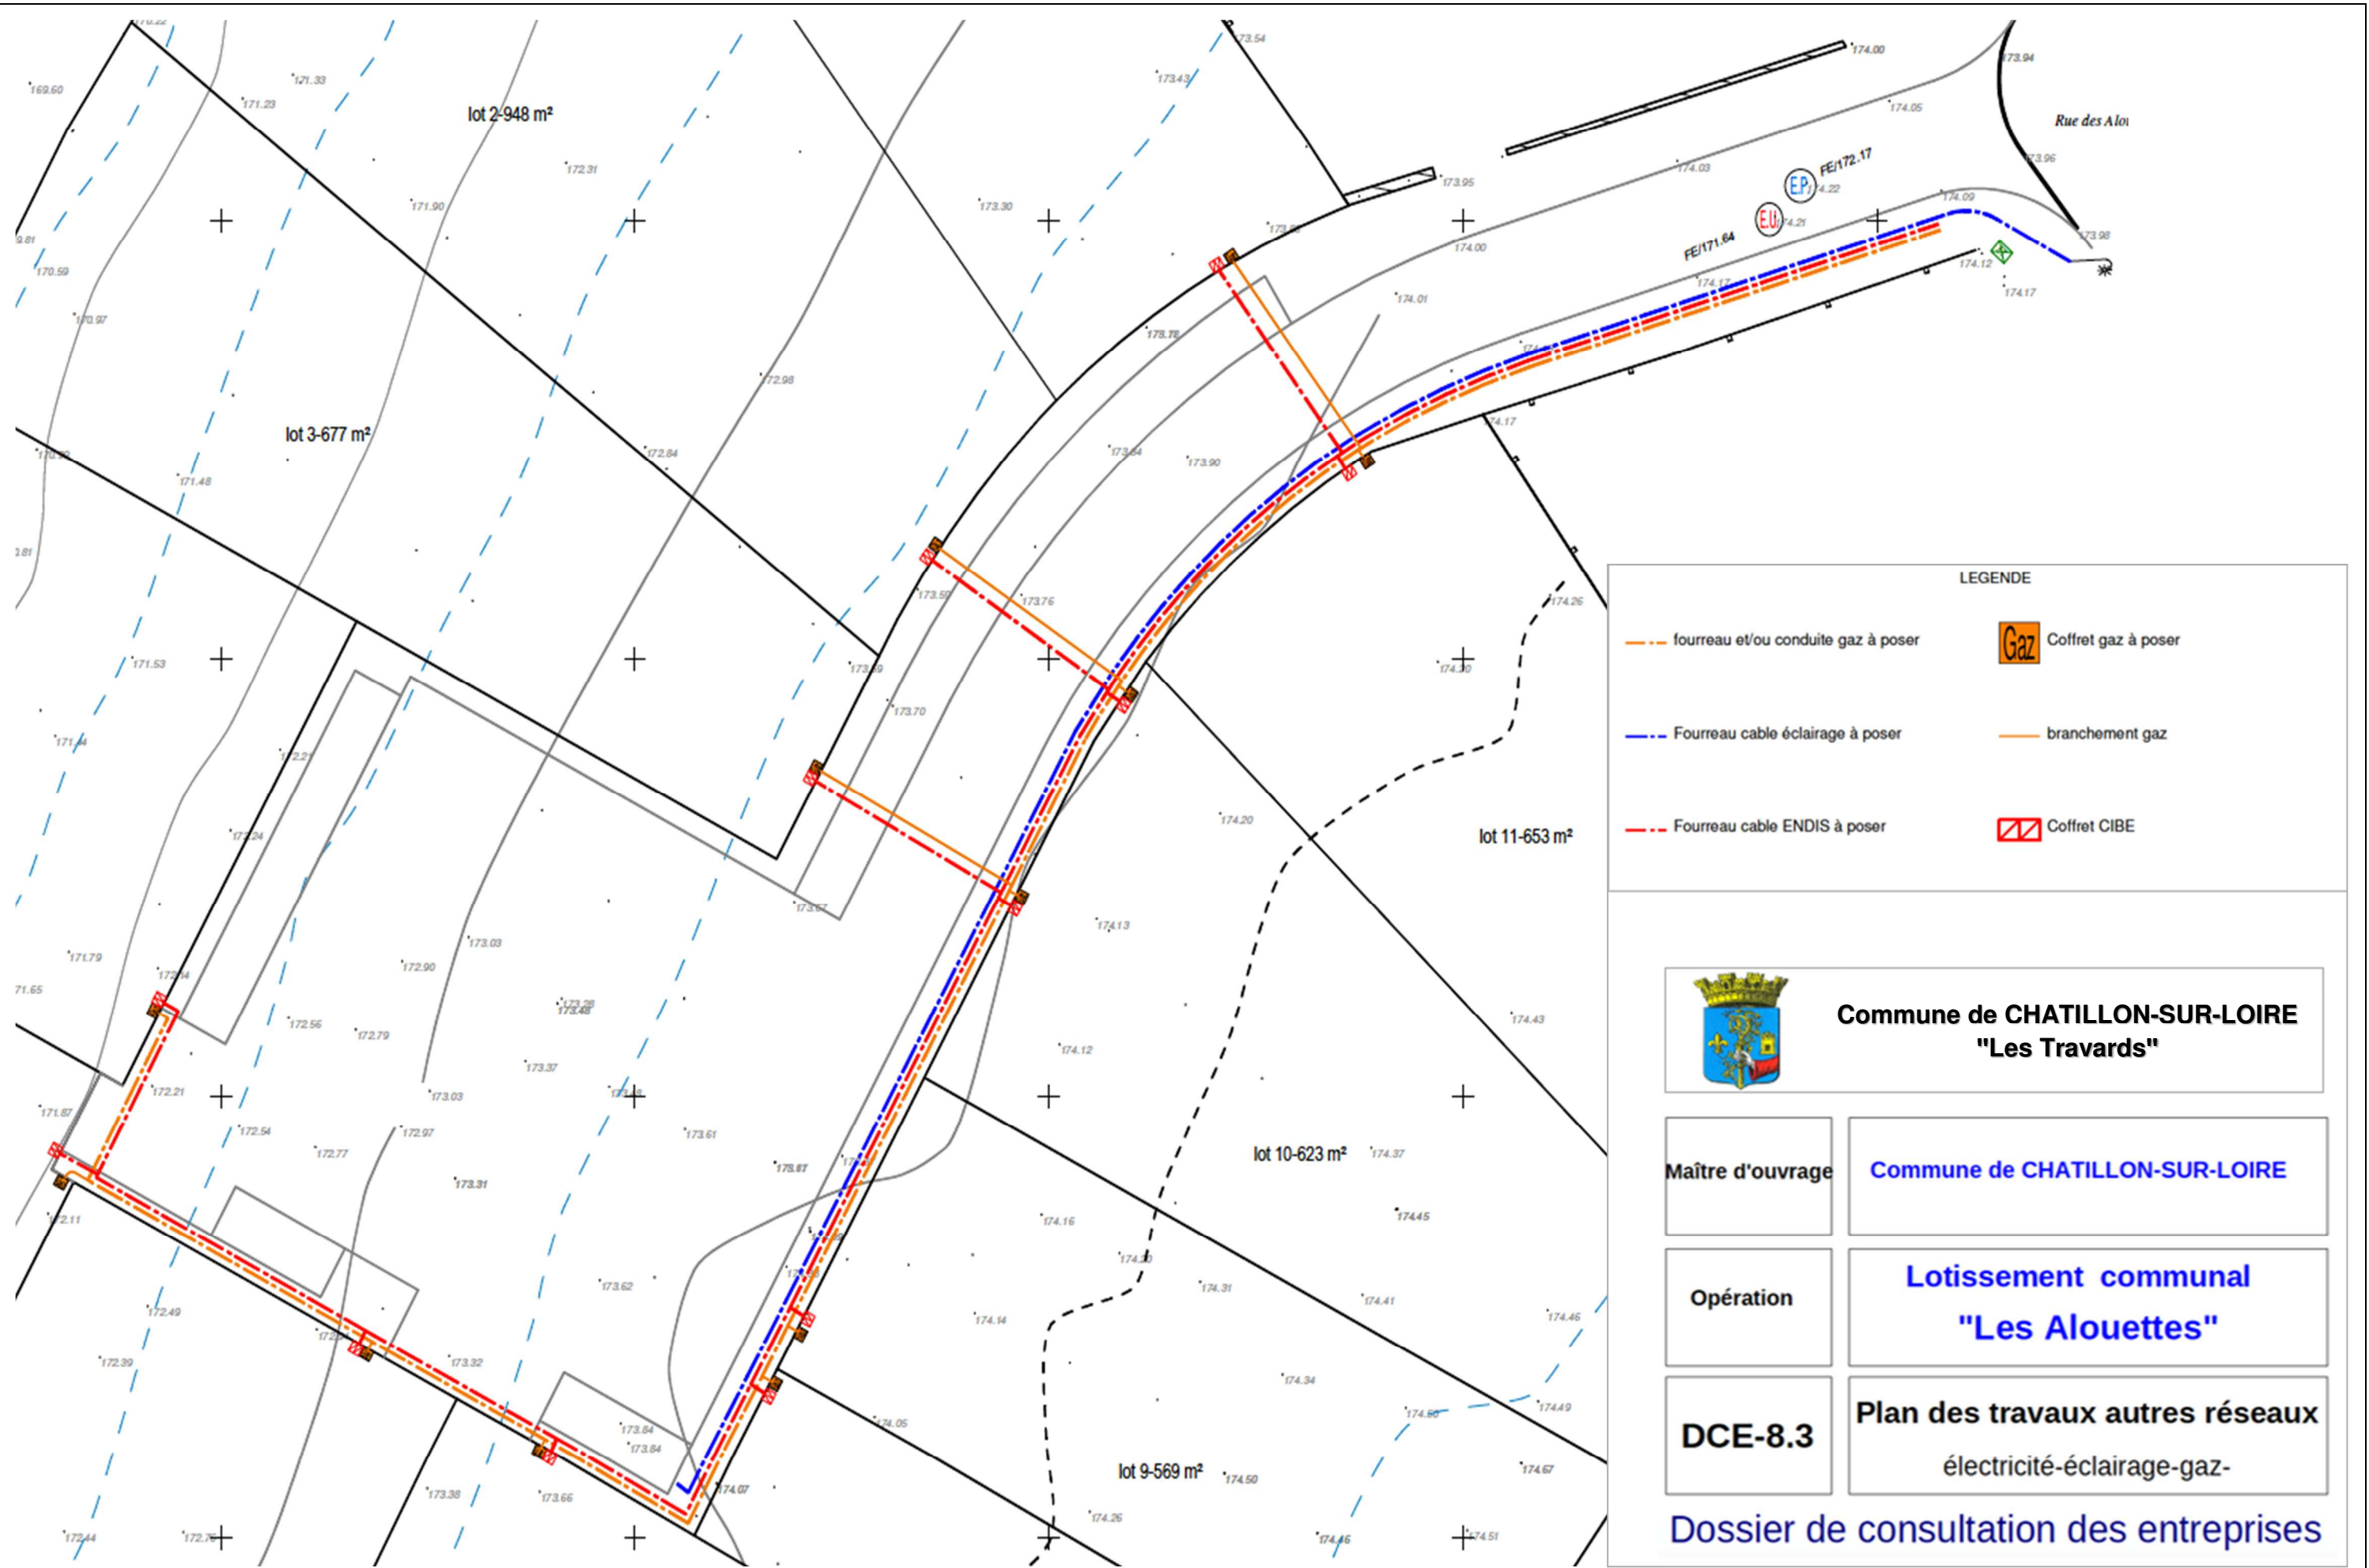 169.60
171.33
171.23
lot 2-948 m²
172.31
171.90
173.43
173.54
173.30
173.95
174.00
174.05
174.03
173.94
Rue des Alou
173.96
E.P.
FE/172.17
E.U.
FE/171.64
174.09
173.98
174.12
174.17
174.00
174.01
174.17
170.59
170.97
172.98
lot 3-677 m²
172.84
171.48
173.90
174.17
173.76
174.26
171.53
173.70
174.20
lot 11-653 m²
174.13
173.03
172.90
171.79
71.65
172.56
172.79
173.37
174.12
174.43
172.21
173.03
171.87
172.54
172.97
172.77
173.61
173.31
lot 10-623 m²
174.37
172.11
174.16
174.45
173.62
174.31
174.41
174.46
172.49
174.14
172.39
173.32
174.34
174.49
173.84
173.84
174.05
lot 9-569 m²
174.50
174.67
173.38
173.66
174.07
174.26
172.44
174.46
174.51
LEGENDE
fourreau et/ou conduite gaz à poser
Gaz
Coffret gaz à poser
Fourreau cable éclairage à poser
branchement gaz
Fourreau cable ENDIS à poser
Coffret CIBE
Commune de CHATILLON-SUR-LOIRE
"Les Travards"
Maître d'ouvrage
Commune de CHATILLON-SUR-LOIRE
Opération
Lotissement communal
"Les Alouettes"
DCE-8.3
Plan des travaux autres réseaux
électricité-éclairage-gaz-
Dossier de consultation des entreprises